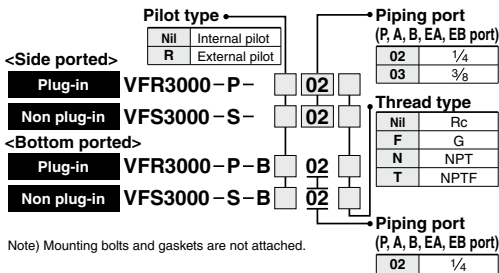 Pilot type
Nil Internal pilot
R External pilot
Piping port
(P, A, B, EA, EB port)
02 1/4
03 3/8
<Side ported>
Plug-in VFR3000－P－ 02
Non plug-in VFS3000－S－ 02
<Bottom ported>
Plug-in VFR3000－P－B 02
Non plug-in VFS3000－S－B 02
Thread type
Nil Rc
F G
N NPT
T NPTF
Note) Mounting bolts and gaskets are not attached.
Piping port
(P, A, B, EA, EB port)
02 1/4